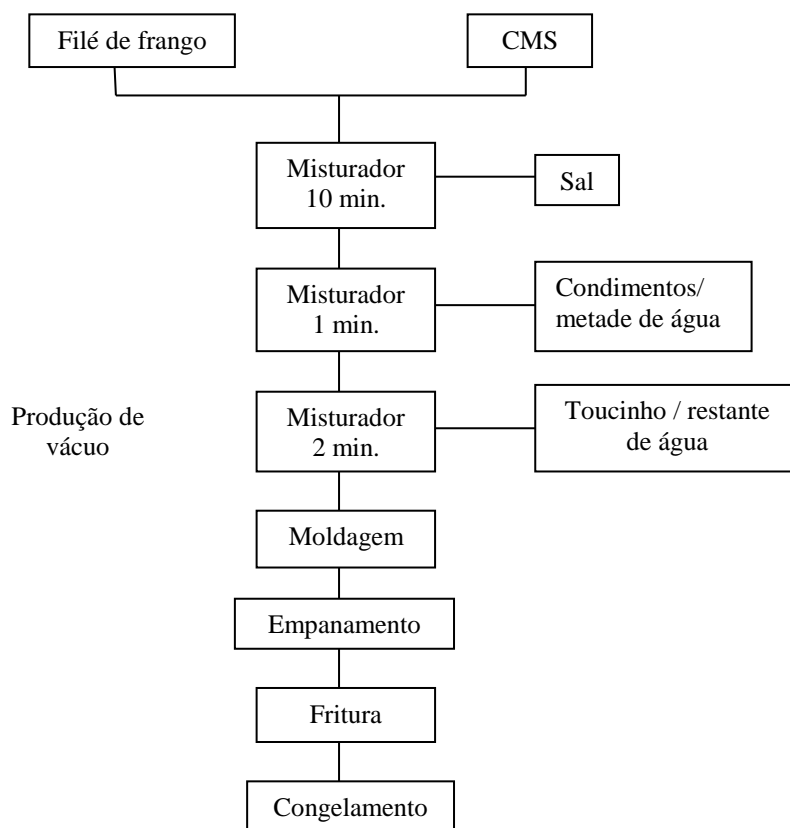 Filé de frango
CMS
Misturador
10 min.
Sal
Misturador
1 min.
Condimentos/
metade de água
Produção de
vácuo
Misturador
2 min.
Toucinho / restante
de água
Moldagem
Empanamento
Fritura
Congelamento